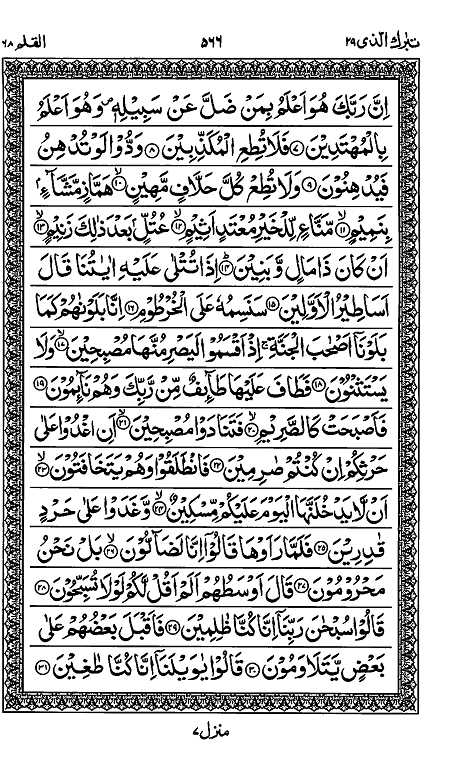 تبٰرك الذى ٢٩
٥٦٦
القلم ٦٨
اِنَّ رَبَّكَ هُوَ اَعْلَمُ بِمَنْ ضَلَّ عَنْ سَبِيْلِهٖ۪ وَهُوَ اَعْلَمُ
بِالْمُهْتَدِيْنَ ﴿٧﴾ فَلَا تُطِعِ الْمُكَذِّبِيْنَ ﴿٨﴾ وَدُّوْا لَوْ تُدْهِنُ
فَيُدْهِنُوْنَ ﴿٩﴾ وَلَا تُطِعْ كُلَّ حَلَّافٍ مَّهِيْنٍ ﴿١٠﴾ هَمَّازٍ مَّشَّآءٍۭ
بِنَمِيْمٍ ﴿١١﴾ مَّنَّاعٍ لِّلْخَيْرِ مُعْتَدٍ اَثِيْمٍ ﴿١٢﴾ عُتُلٍّۭ بَعْدَ ذٰلِكَ زَنِيْمٍ ﴿١٣﴾
اَنْ كَانَ ذَا مَالٍ وَّبَنِيْنَ ﴿١٤﴾ اِذَا تُتْلٰى عَلَيْهِ اٰيٰتُنَا قَالَ
اَسَاطِيْرُ الْاَوَّلِيْنَ ﴿١٥﴾ سَنَسِمُهٗ عَلَى الْخُرْطُوْمِ ﴿١٦﴾ اِنَّا بَلَوْنٰهُمْ كَمَا
بَلَوْنَاۤ اَصْحٰبَ الْجَنَّةِ ۚ اِذْ اَقْسَمُوْا لَيَصْرِمُنَّهَا مُصْبِحِيْنَ ﴿١٧﴾ وَلَا
يَسْتَثْنُوْنَ ﴿١٨﴾ فَطَافَ عَلَيْهَا طَآىِٕفٌ مِّنْ رَّبِّكَ وَهُمْ نَآىِٕمُوْنَ ﴿١٩﴾
فَاَصْبَحَتْ كَالصَّرِيْمِ ﴿٢٠﴾ فَتَنَادَوْا مُصْبِحِيْنَ ﴿٢١﴾ اَنِ اغْدُوْا عَلٰى
حَرْثِكُمْ اِنْ كُنْتُمْ صٰرِمِيْنَ ﴿٢٢﴾ فَانْطَلَقُوْا وَهُمْ يَتَخَافَتُوْنَ ﴿٢٣﴾
اَنْ لَّا يَدْخُلَنَّهَا الْيَوْمَ عَلَيْكُمْ مِّسْكِيْنٌ ﴿٢٤﴾ وَّغَدَوْا عَلٰى حَرْدٍ
قٰدِرِيْنَ ﴿٢٥﴾ فَلَمَّا رَاَوْهَا قَالُوْۤا اِنَّا لَضَآلُّوْنَ ﴿٢٦﴾ بَلْ نَحْنُ
مَحْرُوْمُوْنَ ﴿٢٧﴾ قَالَ اَوْسَطُهُمْ اَلَمْ اَقُلْ لَّكُمْ لَوْلَا تُسَبِّحُوْنَ ﴿٢٨﴾
قَالُوْا سُبْحٰنَ رَبِّنَاۤ اِنَّا كُنَّا ظٰلِمِيْنَ ﴿٢٩﴾ فَاَقْبَلَ بَعْضُهُمْ عَلٰى
بَعْضٍ يَّتَلَاوَمُوْنَ ﴿٣٠﴾ قَالُوْا يٰوَيْلَنَاۤ اِنَّا كُنَّا طٰغِيْنَ ﴿٣١﴾
منزل ٧